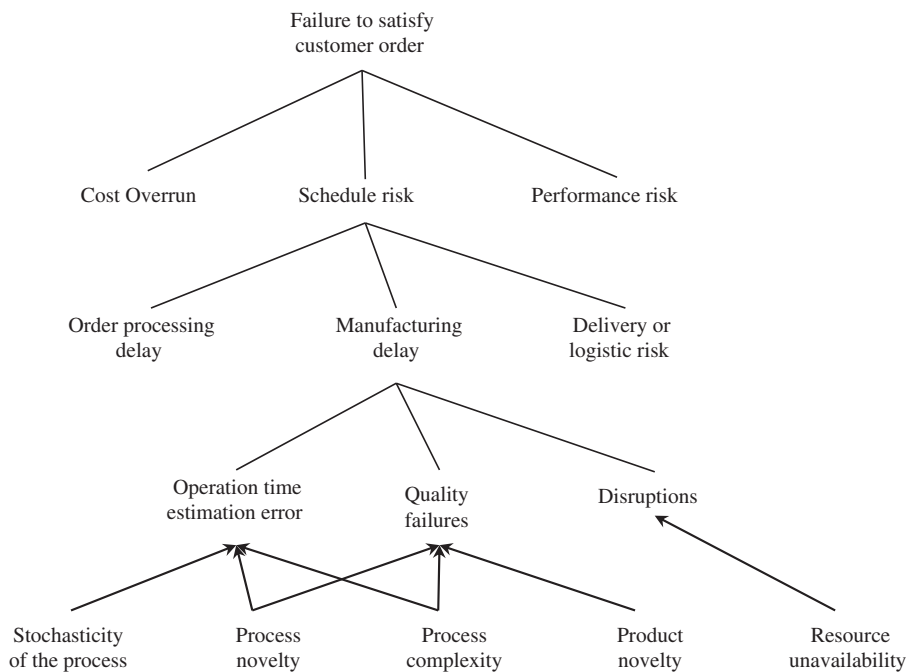 Failure to satisfy
customer order
Cost Overrun
Schedule risk
Performance risk
Order processing
delay
Manufacturing
delay
Delivery or
logistic risk
Operation time
estimation error
Quality
failures
Disruptions
Stochasticity
of the process
Process
novelty
Process
complexity
Product
novelty
Resource
unavailability